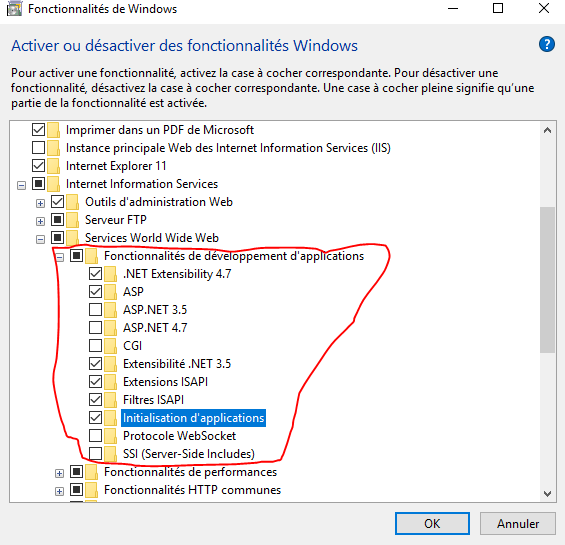 Fonctionnalités de Windows
Activer ou désactiver des fonctionnalités Windows
Pour activer une fonctionnalité, activez la case à cocher correspondante. Pour désactiver une
fonctionnalité, désactivez la case à cocher correspondante. Une case à cocher pleine signifie qu'une
partie de la fonctionnalité est activée.
Imprimer dans un PDF de Microsoft
Instance principale Web des Internet Information Services (IIS)
Internet Explorer 11
Internet Information Services
Outils d'administration Web
Serveur FTP
Services World Wide Web
Fonctionnalités de développement d'applications
.NET Extensibility 4.7
ASP
ASP.NET 3.5
ASP.NET 4.7
CGI
Extensibilité .NET 3.5
Extensions ISAPI
Filtres ISAPI
Initialisation d'applications
Protocole WebSocket
SSI (Server-Side Includes)
Fonctionnalités de performances
Fonctionnalités HTTP communes
OK
Annuler